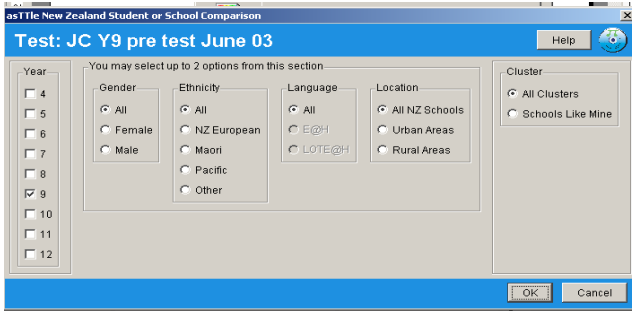 asTTle New Zealand Student or School Comparison
Test: JC Y9 pre test June 03
Help
Year
4
5
6
7
8
9
10
11
12
You may select up to 2 options from this section
Gender
All
Female
Male
Ethnicity
All
NZ European
Maori
Pacific
Other
Language
All
E@H
LOTE@H
Location
All NZ Schools
Urban Areas
Rural Areas
Cluster
All Clusters
Schools Like Mine
OK
Cancel